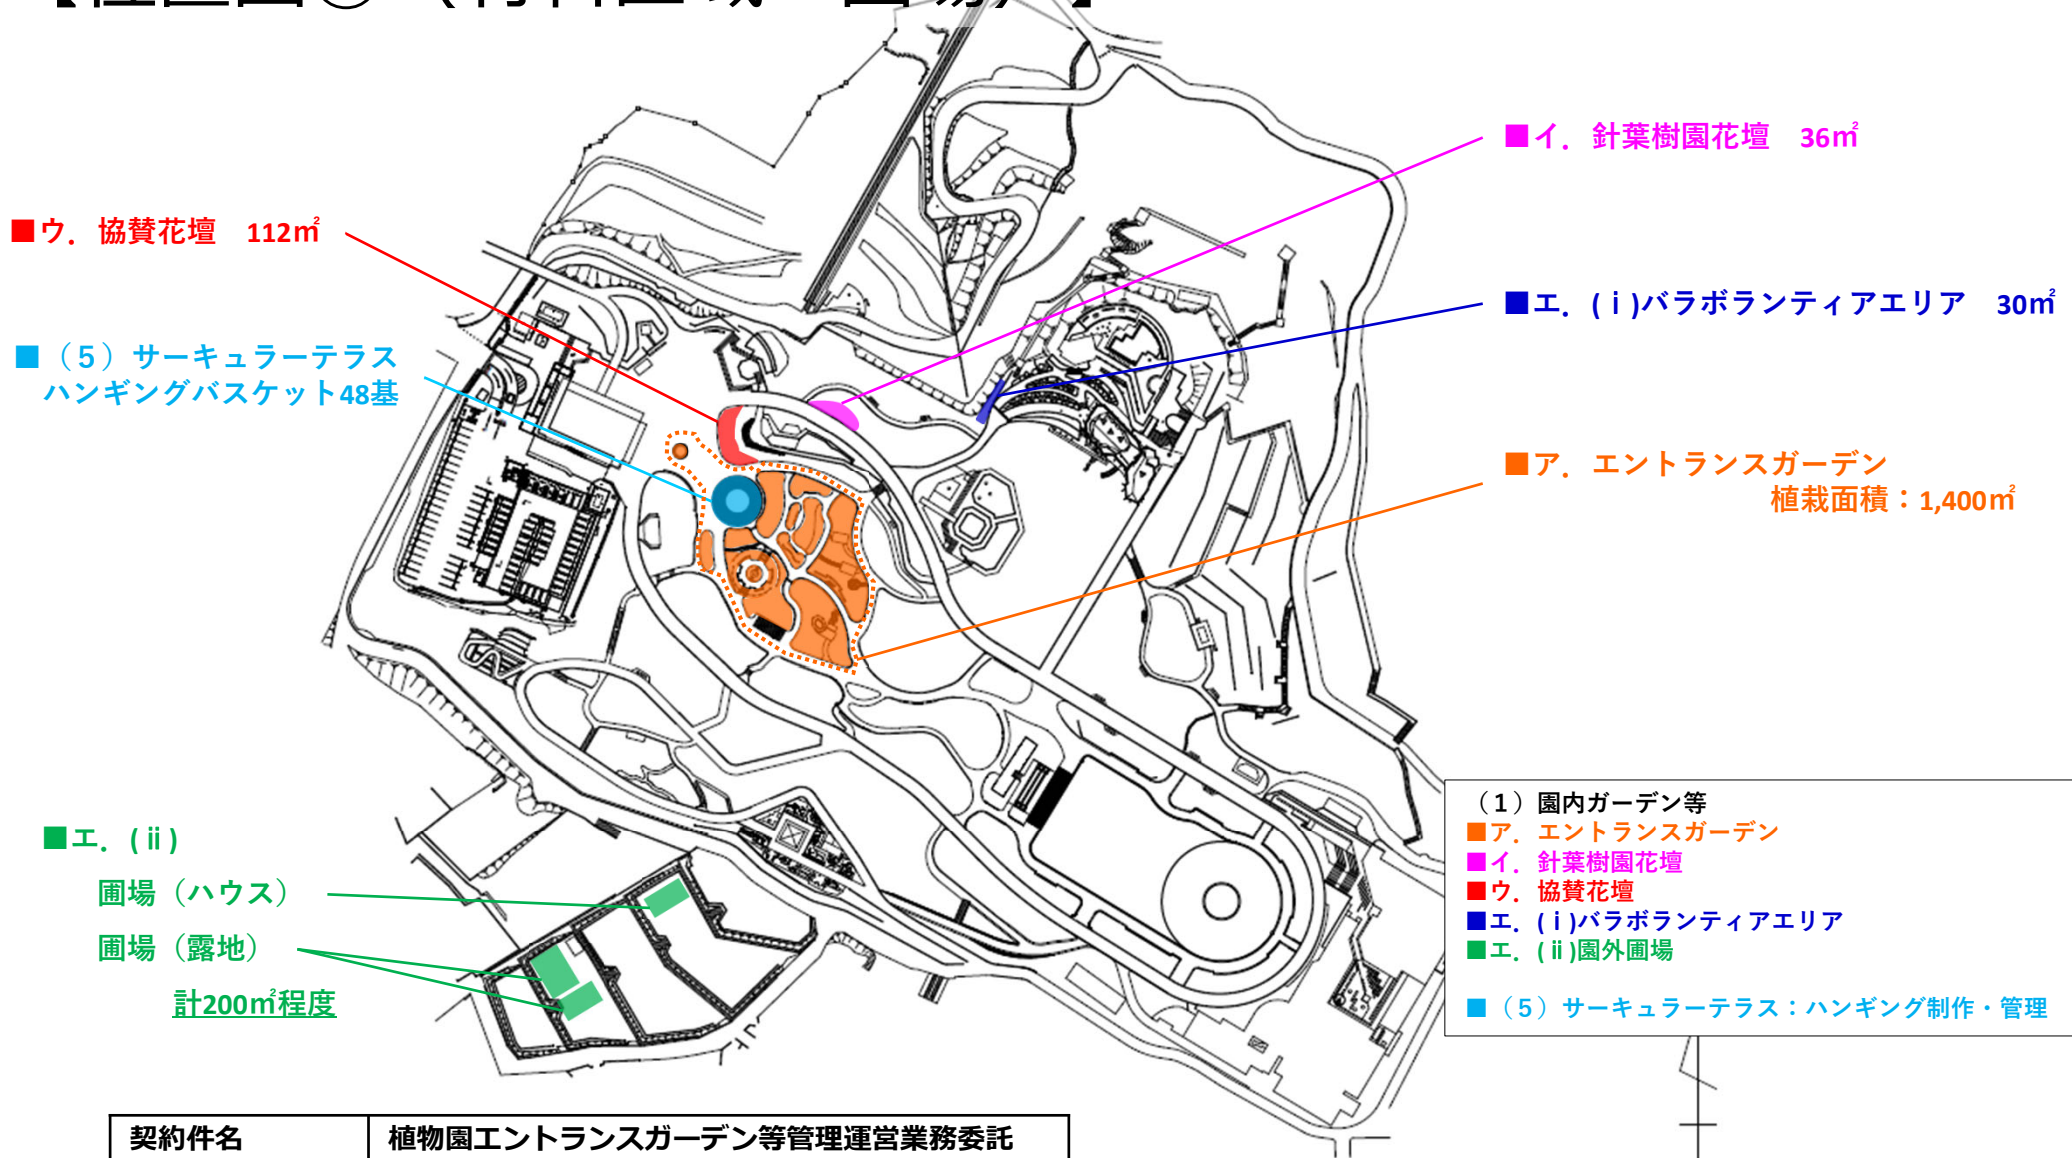 ■イ．針葉樹園花壇　36㎡
■ウ．協賛花壇　112㎡
■エ．(ⅰ)バラボランティアエリア　30㎡
■（5）サーキュラーテラス
ハンギングバスケット48基
■ア．エントランスガーデン
植栽面積：1,400㎡
■エ．(ⅱ)
圃場（ハウス）
圃場（露地）
計200㎡程度
（1）園内ガーデン等
■ア．エントランスガーデン
■イ．針葉樹園花壇
■ウ．協賛花壇
■エ．(ⅰ)バラボランティアエリア
■エ．(ⅱ)園外圃場
■（5）サーキュラーテラス：ハンギング制作・管理
契約件名　植物園エントランスガーデン等管理運営業務委託